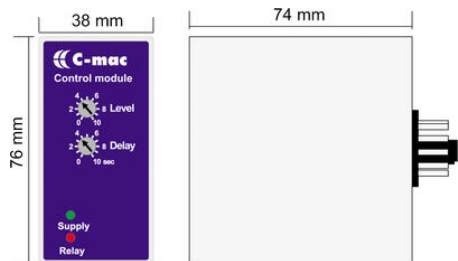 38 mm
74 mm
76 mm
C-mac
Control module
4 6
2 8 Level
0 10
4 6
2 8 Delay
0 10 sec
Supply
Relay